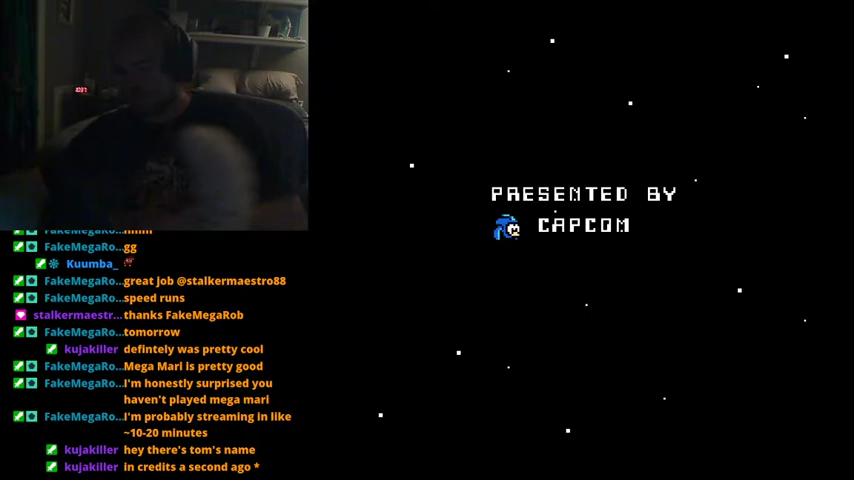 PRESENTED BY
CAPCOM
FakeMegaRo...hmm
FakeMegaRo...gg
Kuumba_
FakeMegaRo...great job @stalkermaestro88
FakeMegaRo...speed runs
stalkermaestr...thanks FakeMegaRob
FakeMegaRo...tomorrow
kujakiller defintely was pretty cool
FakeMegaRo...Mega Mari is pretty good
FakeMegaRo...I'm honestly surprised you
haven't played mega mari
FakeMegaRo...I'm probably streaming in like
~10-20 minutes
kujakiller hey there's tom's name
kujakiller in credits a second ago *